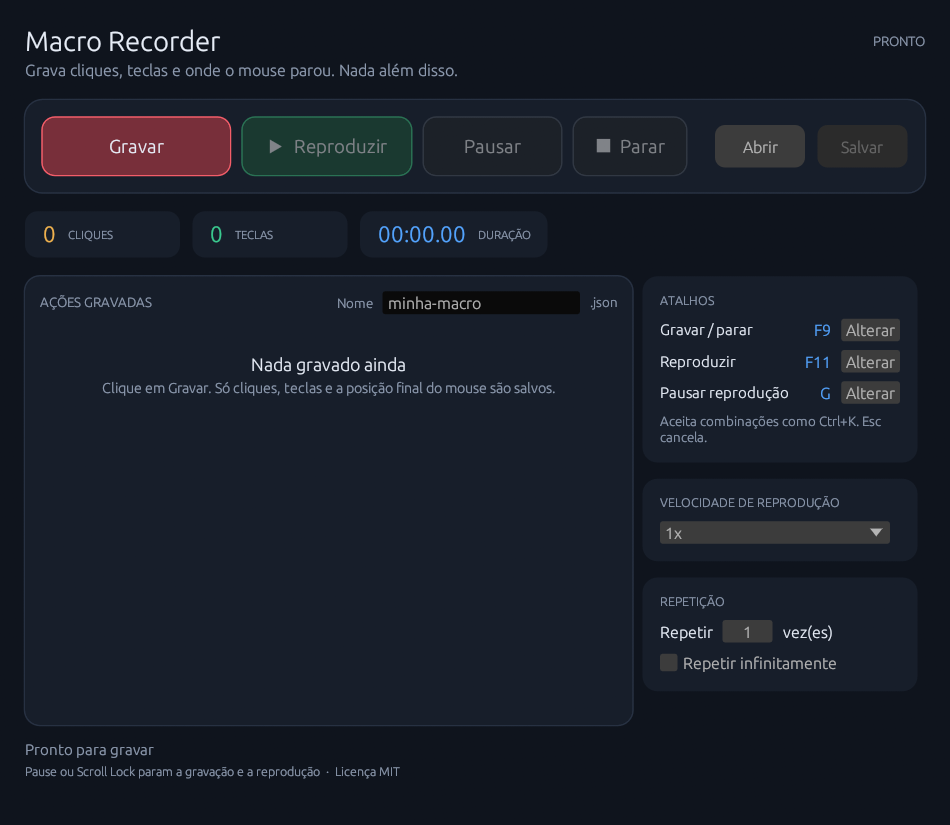 Macro Recorder
PRONTO
Grava cliques, teclas e onde o mouse parou. Nada além disso.
Gravar
▶ Reproduzir
Pausar
■ Parar
Abrir
Salvar
0 CLIQUES
0 TECLAS
00:00.00 DURAÇÃO
AÇÕES GRAVADAS
Nome minha-macro .json
Nada gravado ainda
Clique em Gravar. Só cliques, teclas e a posição final do mouse são salvos.
ATALHOS
Gravar / parar F9 Alterar
Reproduzir F11 Alterar
Pausar reprodução G Alterar
Aceita combinações como Ctrl+K. Esc
cancela.
VELOCIDADE DE REPRODUÇÃO
1x
REPETIÇÃO
Repetir 1 vez(es)
Repetir infinitamente
Pronto para gravar
Pause ou Scroll Lock param a gravação e a reprodução · Licença MIT